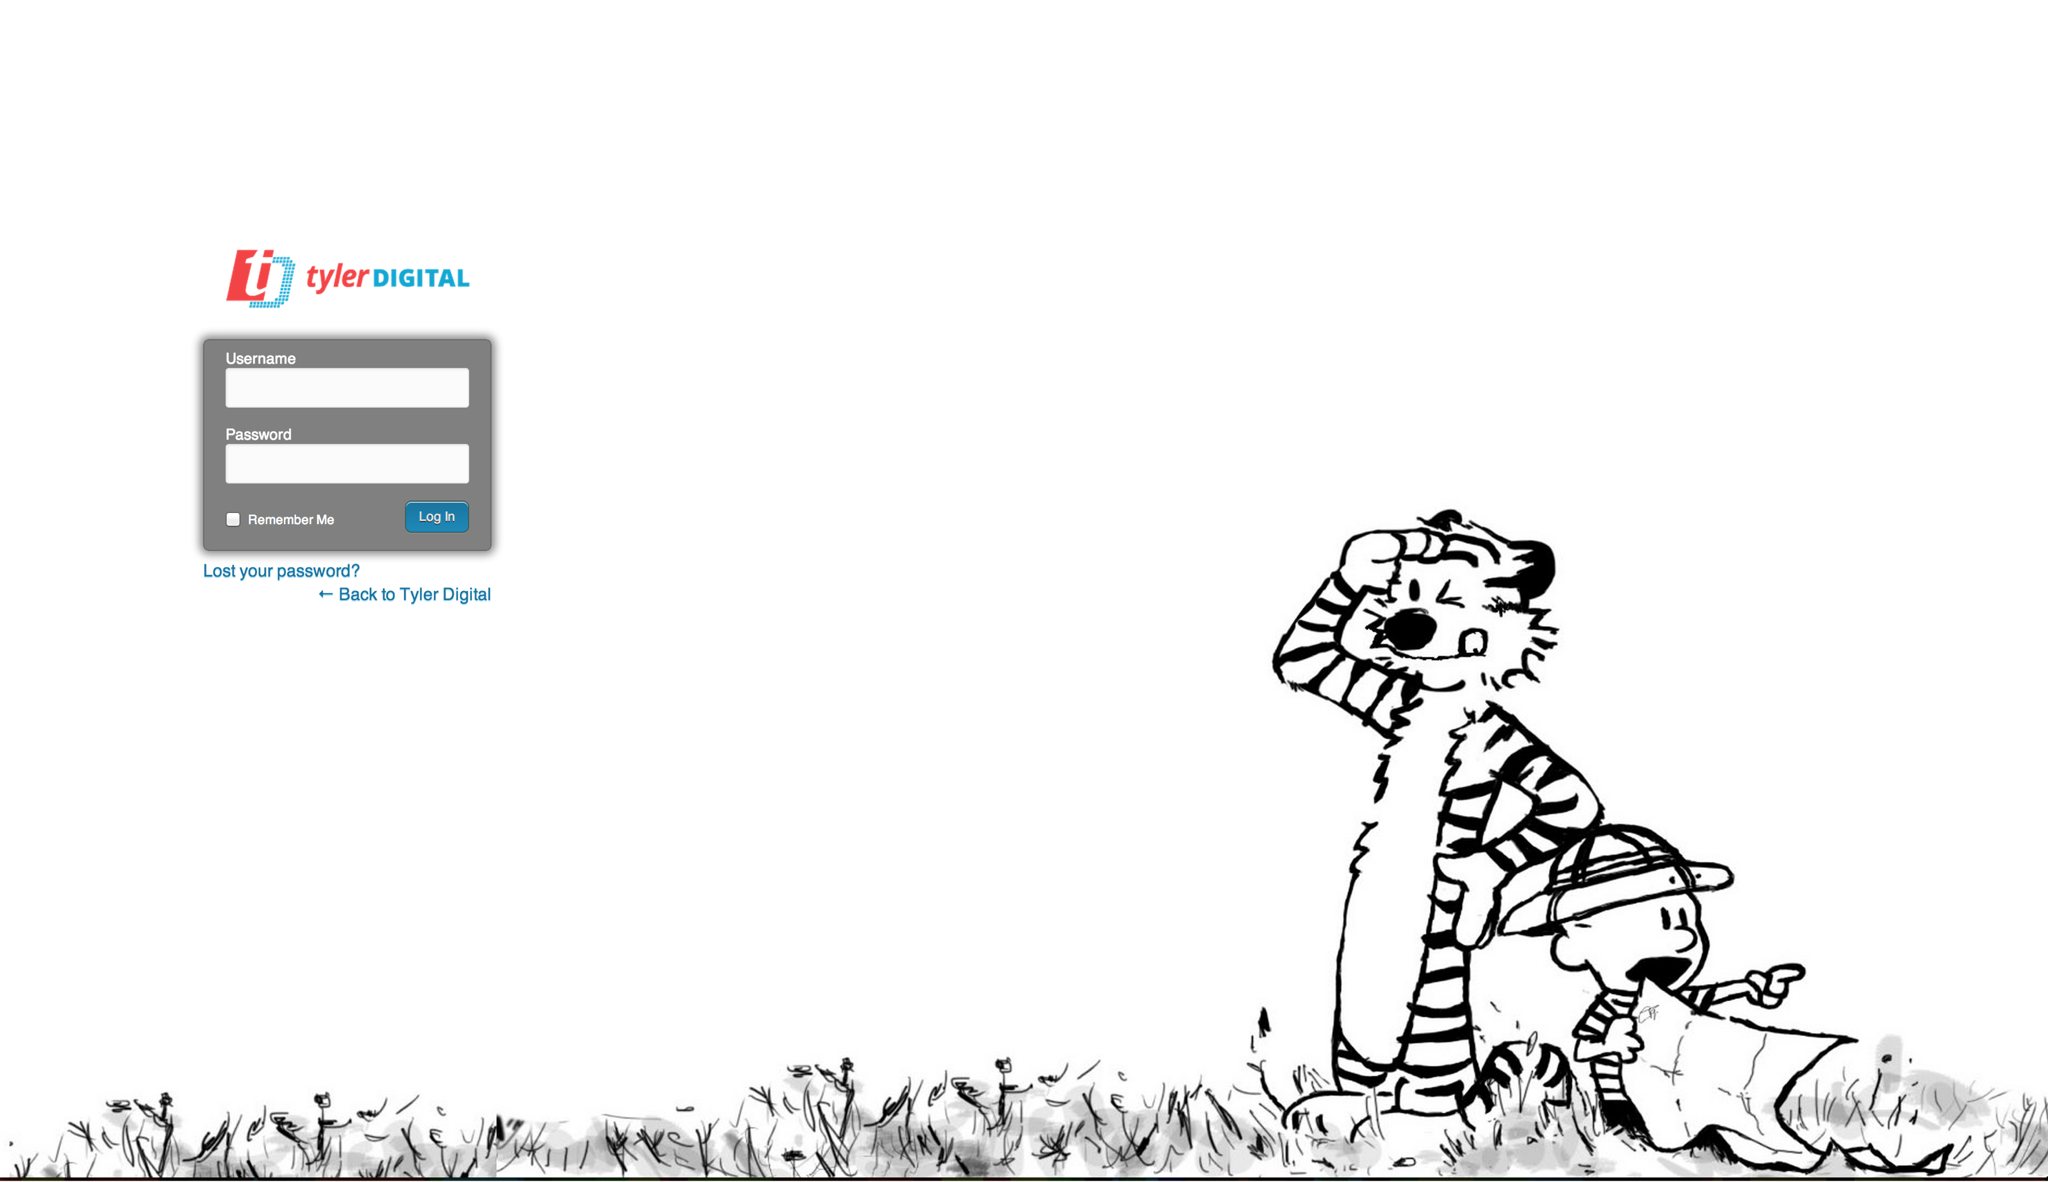 tyler DIGITAL
Username
Password
Remember Me
Log In
Lost your password?
← Back to Tyler Digital